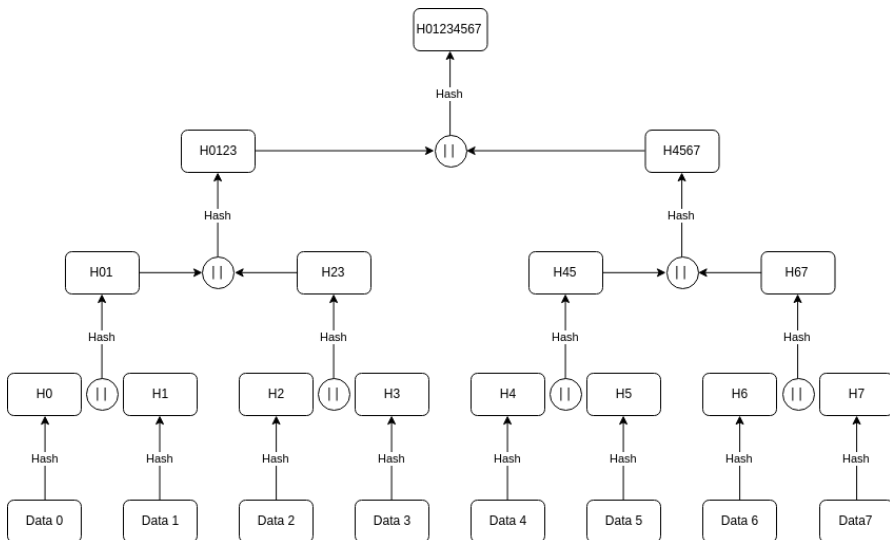 H01234567
Hash
H0123
||
H4567
Hash
Hash
H01
||
H23
H45
||
H67
Hash
Hash
Hash
Hash
H0
||
H1
H2
||
H3
H4
||
H5
H6
||
H7
Hash
Hash
Hash
Hash
Hash
Hash
Hash
Hash
Data 0
Data 1
Data 2
Data 3
Data 4
Data 5
Data 6
Data7